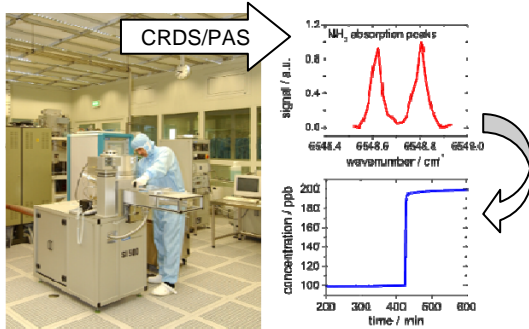 CRDS/PAS
NH3 absorption peaks
signal / a.u.
1.2
0.8
0.4
0.0
6548.4 6548.6 6548.8 6549.0
wavenumber / cm-1
concentration / ppb
200
180
160
140
120
100
200 300 400 500 600
time / min
SI 500